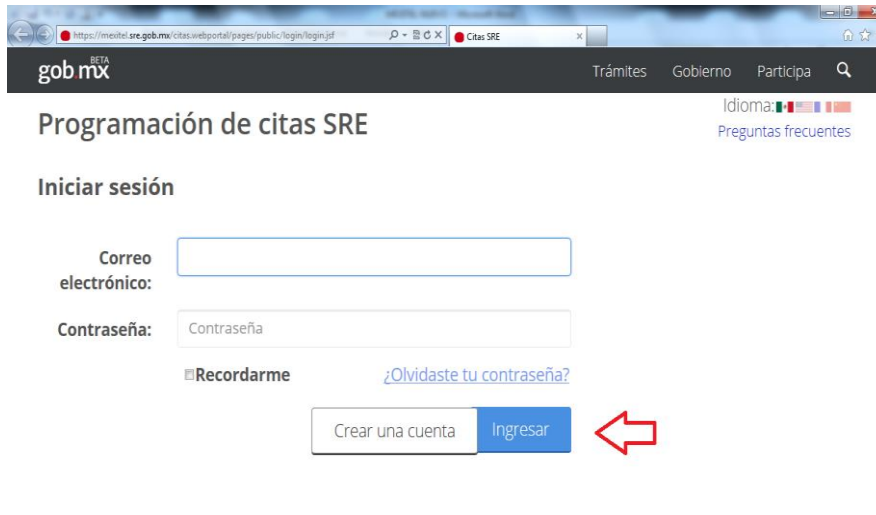 https://mexitel.sre.gob.mx/citas.webportal/pages/public/login/login.jsf
Citas SRE
gob.mx BETA
Trámites Gobierno Participa
Programación de citas SRE
Idioma:
Preguntas frecuentes
Iniciar sesión
Correo
electrónico:
Contraseña: Contraseña
Recordarme ¿Olvidaste tu contraseña?
Crear una cuenta Ingresar